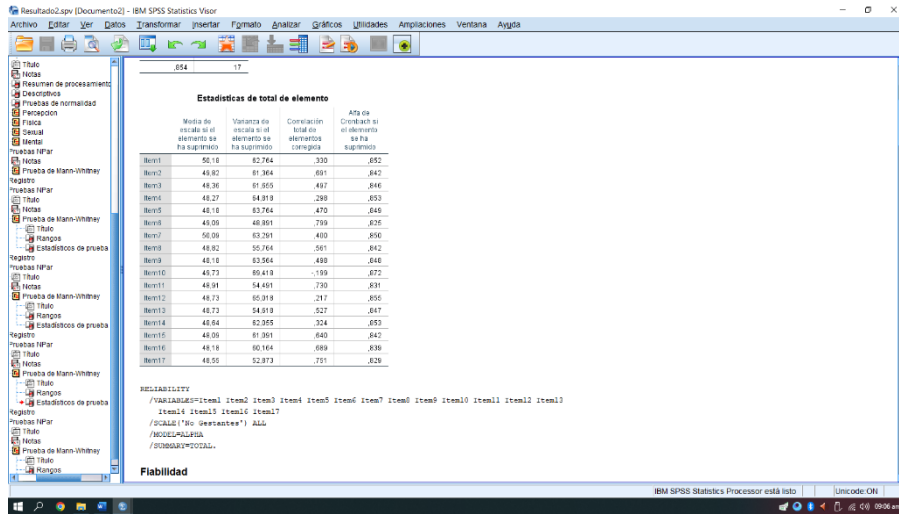 Resultado2.spv [Documento2] - IBM SPSS Statistics Visor
Archivo Editar Ver Datos Transformar Insertar Formato Analizar Gráficos Utilidades Ampliaciones Ventana Ayuda
Título
Notas
Resumen de procesamiento
Descriptivos
Pruebas de normalidad
Percepcion
Fisica
Sexual
Mental
Pruebas NPar
Notas
Prueba de Mann-Whitney
Registro
Pruebas NPar
Título
Notas
Prueba de Mann-Whitney
Título
Rangos
Estadísticos de prueba
Registro
Pruebas NPar
Título
Notas
Prueba de Mann-Whitney
Título
Rangos
Estadísticos de prueba
Registro
Pruebas NPar
Título
Notas
Prueba de Mann-Whitney
Título
Rangos
Estadísticos de prueba
Registro
Pruebas NPar
Título
Notas
Prueba de Mann-Whitney
Título
Rangos
,854 17
Estadísticas de total de elemento
Media de escala si el elemento se ha suprimido
Varianza de escala si el elemento se ha suprimido
Correlación total de elementos corregida
Alfa de Cronbach si el elemento se ha suprimido
Item1 50,18 62,764 ,330 ,852
Item2 49,82 61,364 ,691 ,842
Item3 48,36 61,655 ,497 ,846
Item4 48,27 64,818 ,298 ,853
Item5 48,18 63,764 ,470 ,849
Item6 49,09 48,891 ,799 ,825
Item7 50,09 63,291 ,400 ,850
Item8 48,82 55,764 ,561 ,842
Item9 48,18 63,564 ,498 ,848
Item10 49,73 69,418 -,199 ,872
Item11 48,91 54,491 ,730 ,831
Item12 48,73 65,018 ,217 ,855
Item13 48,73 54,618 ,527 ,847
Item14 48,64 62,055 ,324 ,853
Item15 48,09 61,091 ,640 ,842
Item16 48,18 60,164 ,689 ,839
Item17 48,55 52,873 ,751 ,829
RELIABILITY
/VARIABLES=Item1 Item2 Item3 Item4 Item5 Item6 Item7 Item8 Item9 Item10 Item11 Item12 Item13
Item14 Item15 Item16 Item17
/SCALE('No Gestantes') ALL
/MODEL=ALPHA
/SUMMARY=TOTAL.
Fiabilidad
IBM SPSS Statistics Processor está listo Unicode:ON
09:06 am